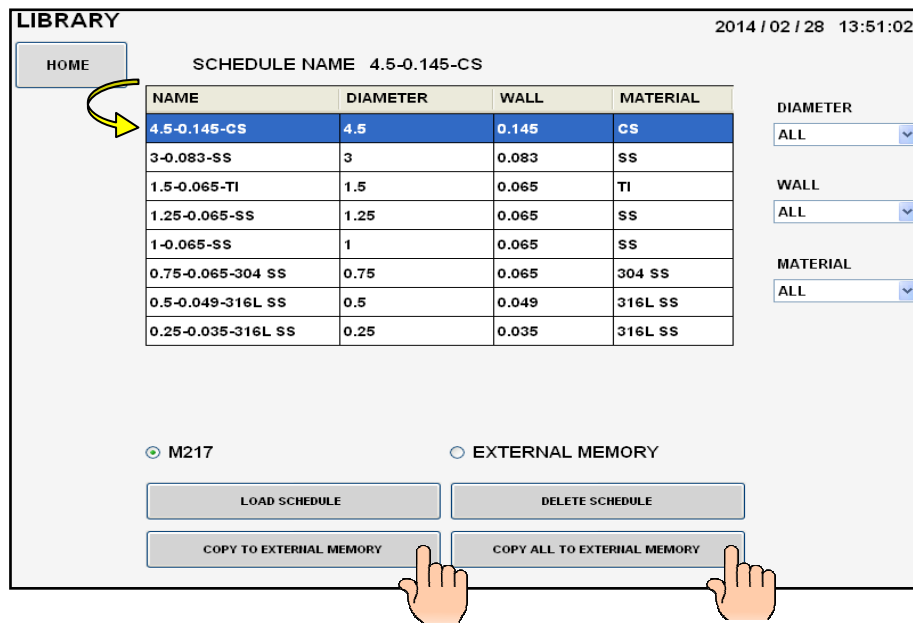 LIBRARY
2014 / 02 / 28 13:51:02
HOME
SCHEDULE NAME 4.5-0.145-CS
NAME DIAMETER WALL MATERIAL
4.5-0.145-CS 4.5 0.145 CS
3-0.083-SS 3 0.083 SS
1.5-0.065-TI 1.5 0.065 TI
1.25-0.065-SS 1.25 0.065 SS
1-0.065-SS 1 0.065 SS
0.75-0.065-304 SS 0.75 0.065 304 SS
0.5-0.049-316L SS 0.5 0.049 316L SS
0.25-0.035-316L SS 0.25 0.035 316L SS
DIAMETER
ALL
WALL
ALL
MATERIAL
ALL
M217 EXTERNAL MEMORY
LOAD SCHEDULE DELETE SCHEDULE
COPY TO EXTERNAL MEMORY COPY ALL TO EXTERNAL MEMORY